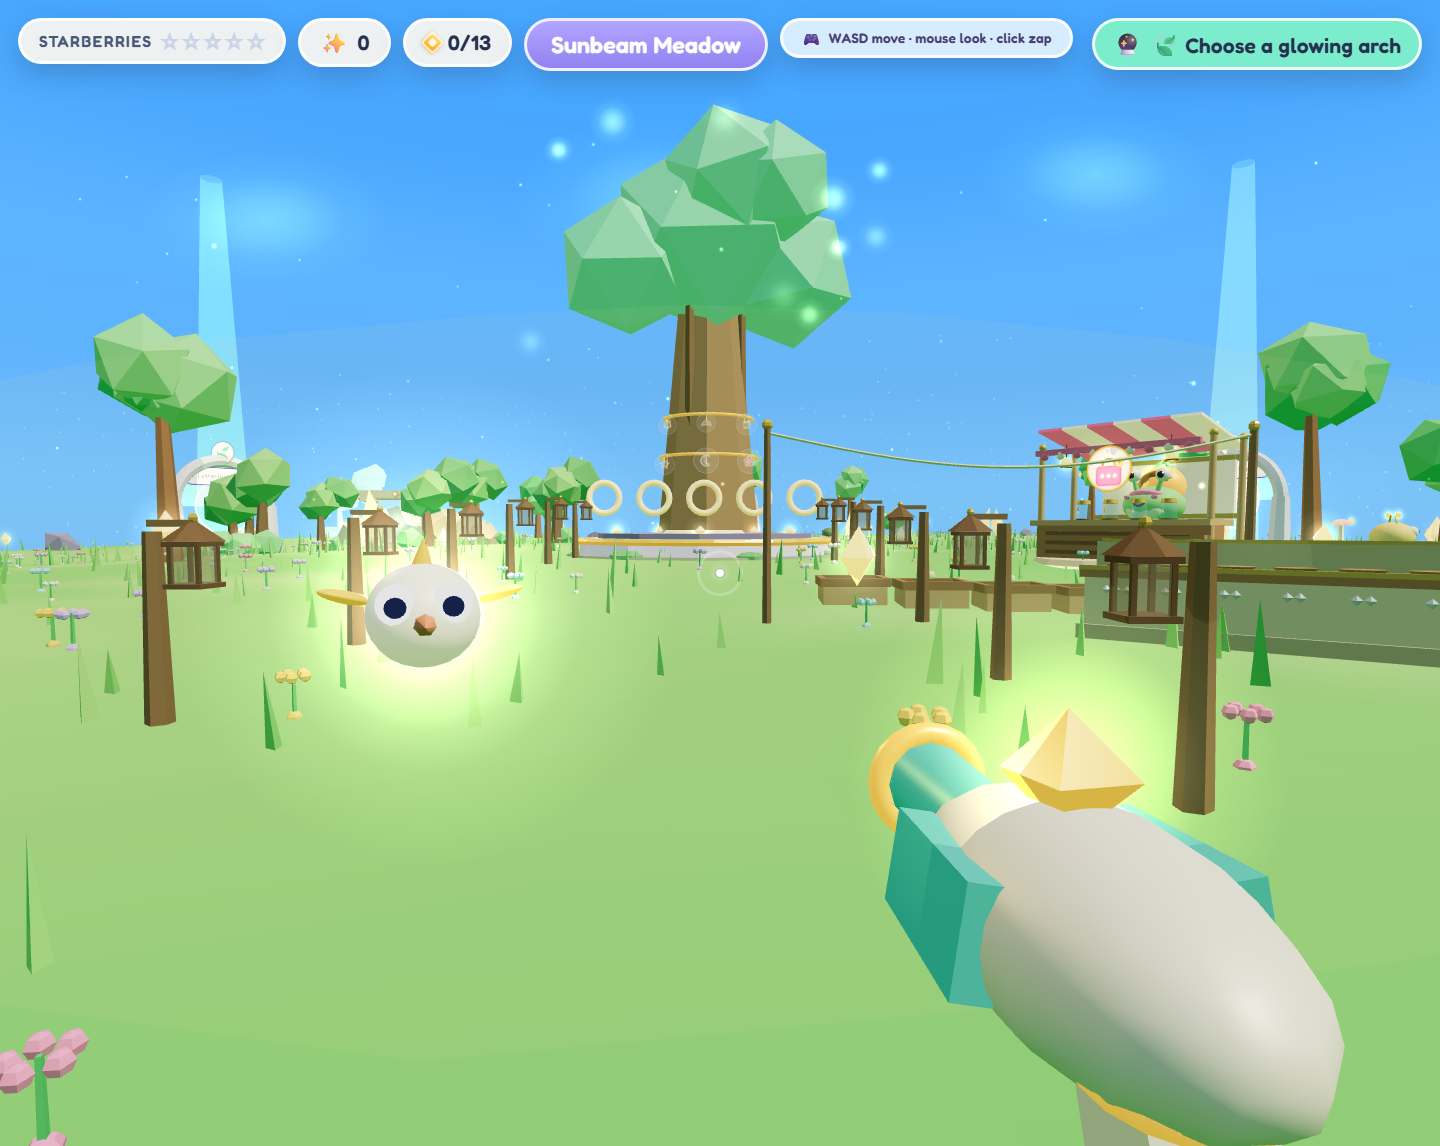 STARBERRIES
0
0/13
Sunbeam Meadow
WASD move · mouse look · click zap
Choose a glowing arch